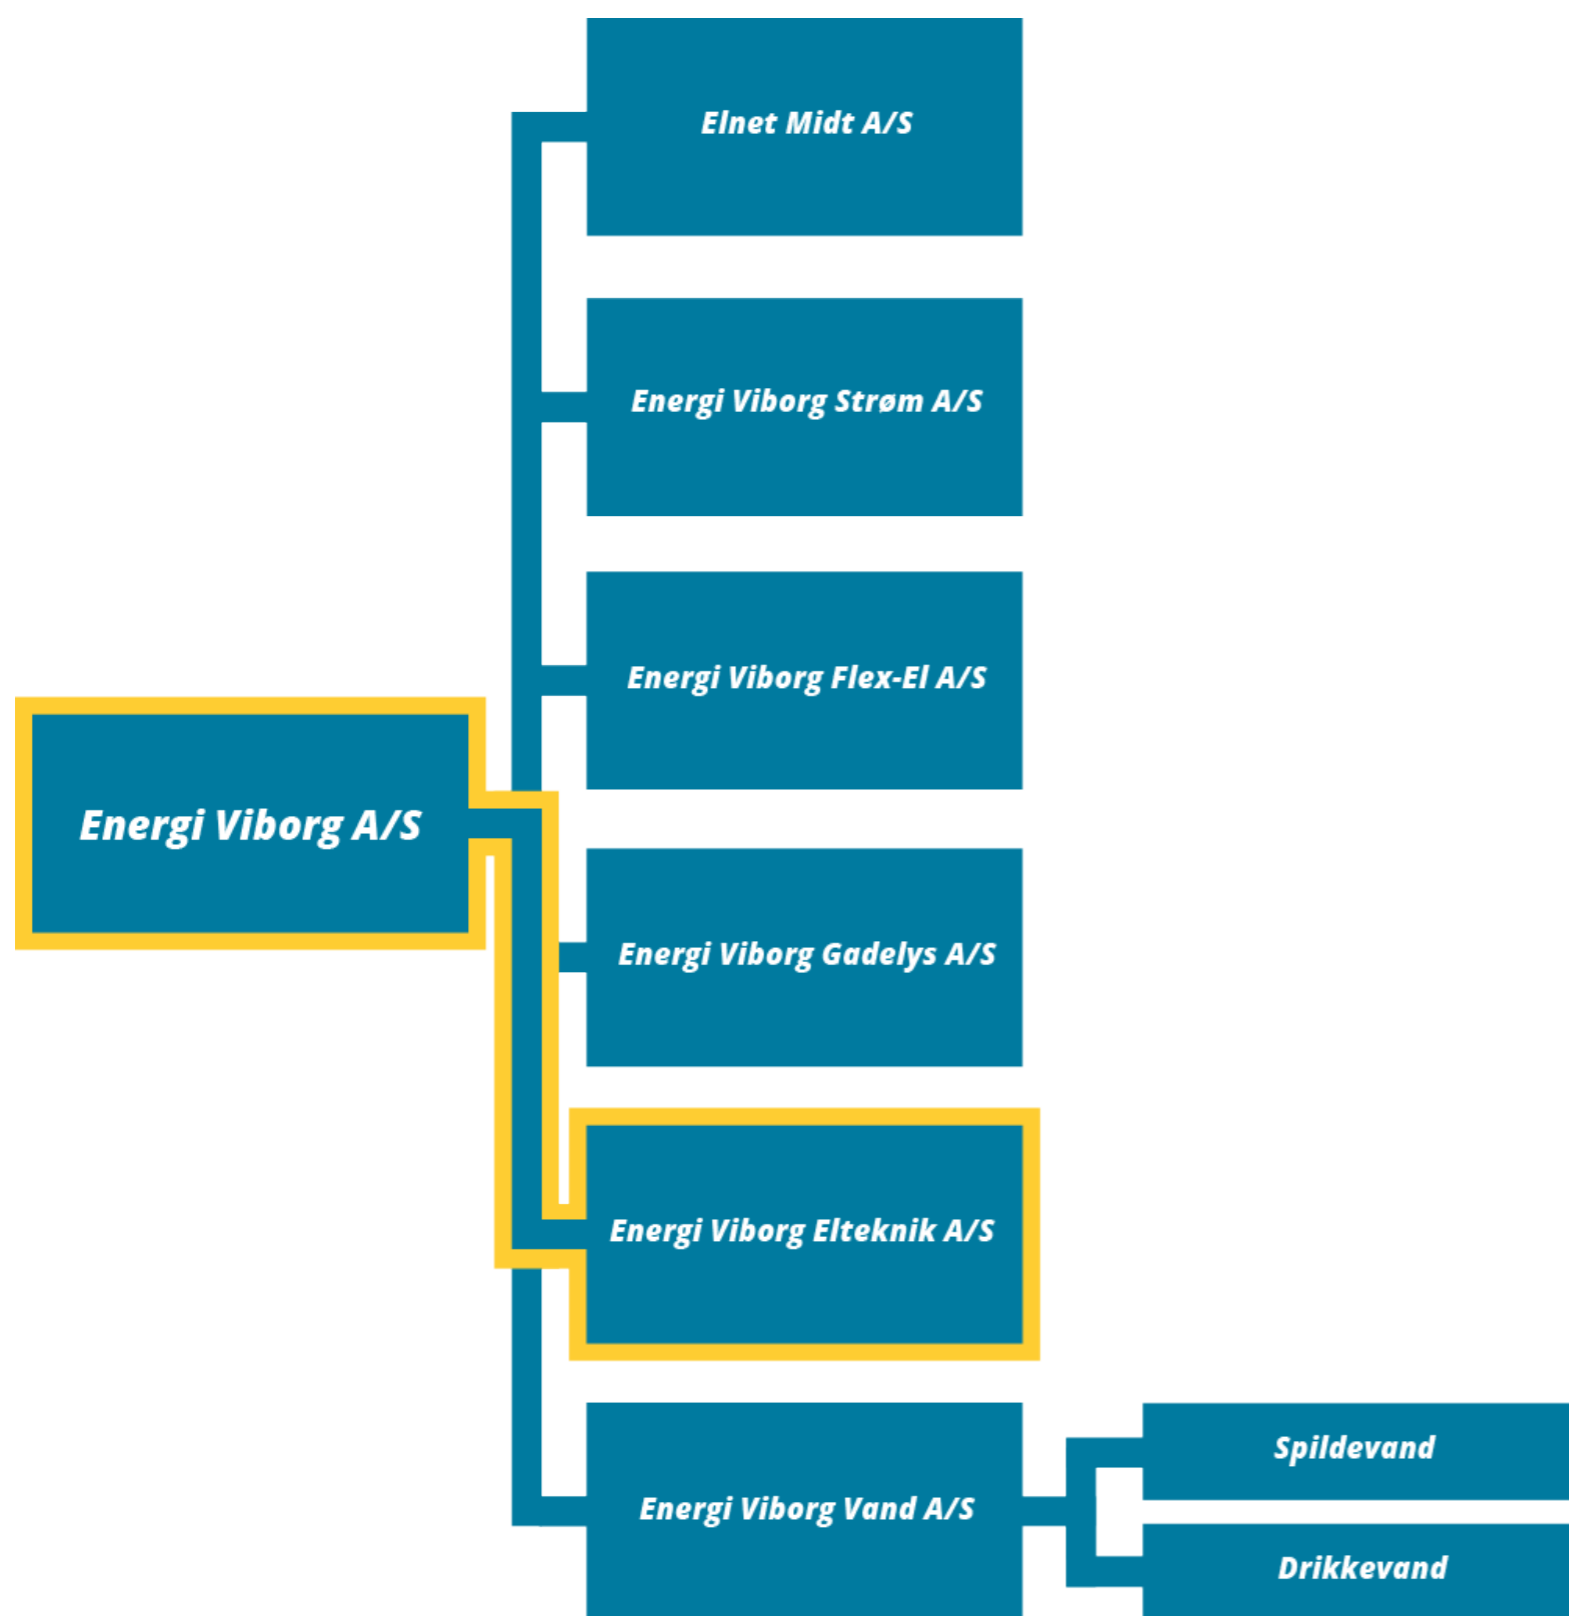 Elnet Midt A/S
Energi Viborg Strøm A/S
Energi Viborg Flex-El A/S
Energi Viborg A/S
Energi Viborg Gadelys A/S
Energi Viborg Elteknik A/S
Energi Viborg Vand A/S
Spildevand
Drikkevand